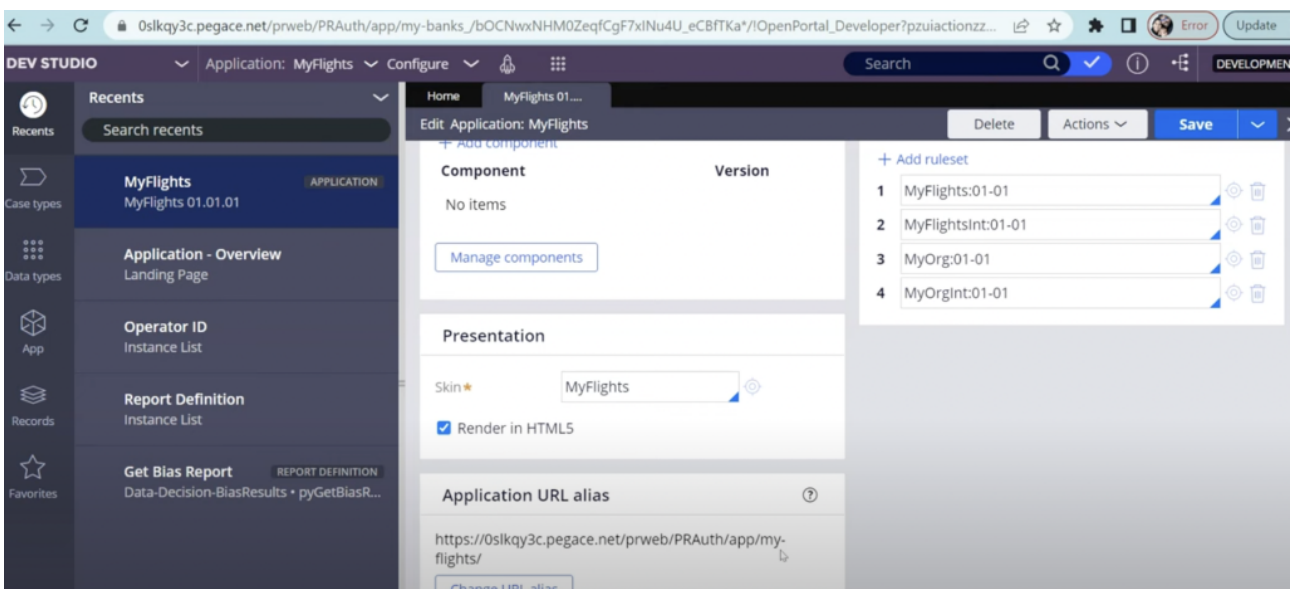 0slkqy3c.pegace.net/prweb/PRAuth/app/my-banks_/bOCNwxNHM0ZeqfCgF7xINu4U_eCBfTKa*/!OpenPortal_Developer?pzuiactionzz...
Error
Update
DEV STUDIO
Application: MyFlights
Configure
Search
DEVELOPMEN
Recents
Case types
Data types
App
Records
Favorites
Recents
Search recents
MyFlights APPLICATION
MyFlights 01.01.01
Application - Overview
Landing Page
Operator ID
Instance List
Report Definition
Instance List
Get Bias Report REPORT DEFINITION
Data-Decision-BiasResults • pyGetBiasR...
Home MyFlights 01....
Edit Application: MyFlights
Delete Actions Save
+ Add component
Component Version
No items
Manage components
Presentation
Skin★ MyFlights
Render in HTML5
Application URL alias ?
https://0slkqy3c.pegace.net/prweb/PRAuth/app/my-
flights/
Change URL alias
+ Add ruleset
1 MyFlights:01-01
2 MyFlightsInt:01-01
3 MyOrg:01-01
4 MyOrgInt:01-01